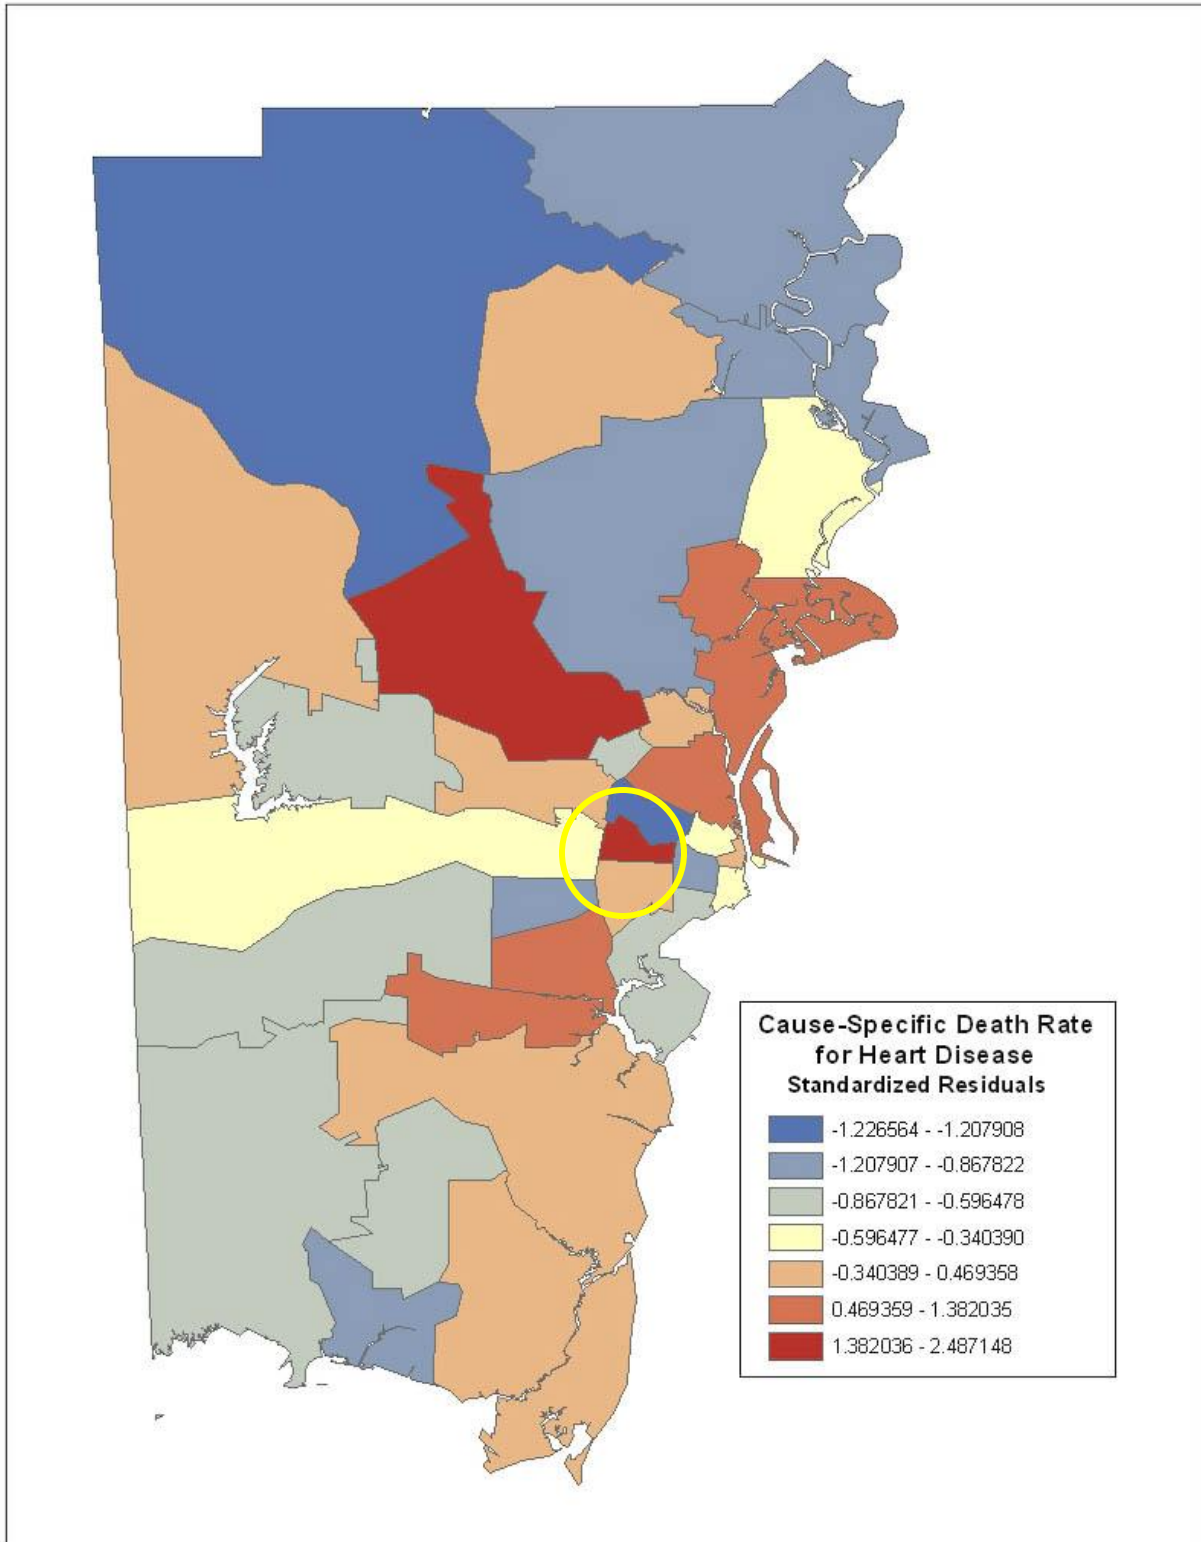 Cause-Specific Death Rate
for Heart Disease
Standardized Residuals
-1.226564 - -1.207908
-1.207907 - -0.867822
-0.867821 - -0.596478
-0.596477 - -0.340390
-0.340389 - 0.469358
0.469359 - 1.382035
1.382036 - 2.487148